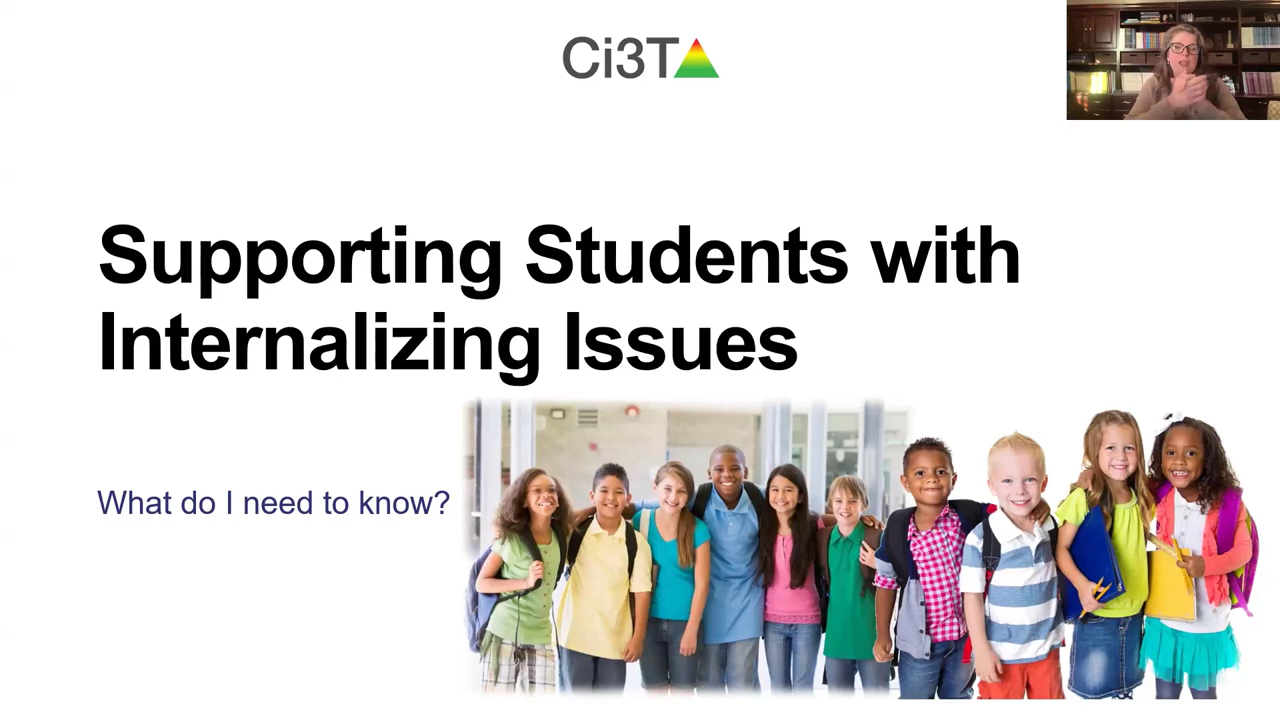 Ci3T
Supporting Students with
Internalizing Issues
What do I need to know?